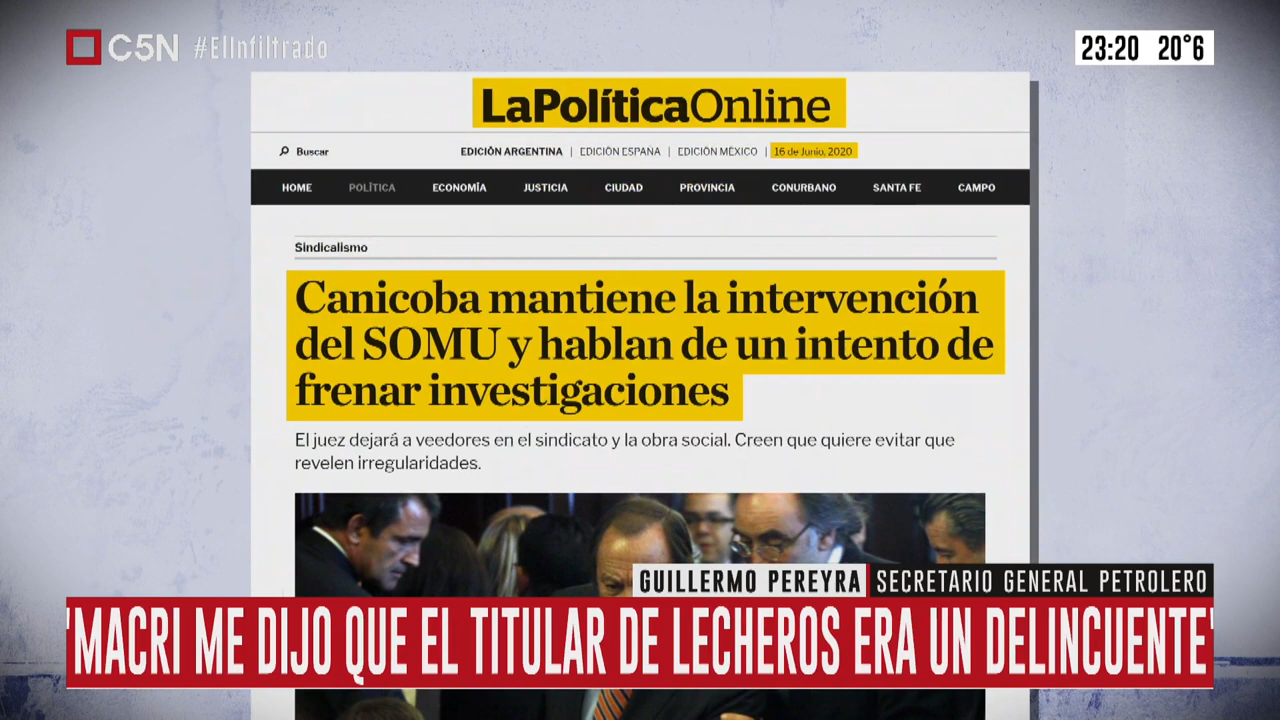 C5N #ElInfiltrado
23:20 20°6
LaPolíticaOnline
Buscar
EDICIÓN ARGENTINA | EDICIÓN ESPAÑA | EDICIÓN MÉXICO | 16 de Junio, 2020
HOME POLÍTICA ECONOMÍA JUSTICIA CIUDAD PROVINCIA CONURBANO SANTA FE CAMPO
Sindicalismo
Canicoba mantiene la intervención
del SOMU y hablan de un intento de
frenar investigaciones
El juez dejará a veedores en el sindicato y la obra social. Creen que quiere evitar que
revelen irregularidades.
GUILLERMO PEREYRA SECRETARIO GENERAL PETROLERO
"MACRI ME DIJO QUE EL TITULAR DE LECHEROS ERA UN DELINCUENTE"